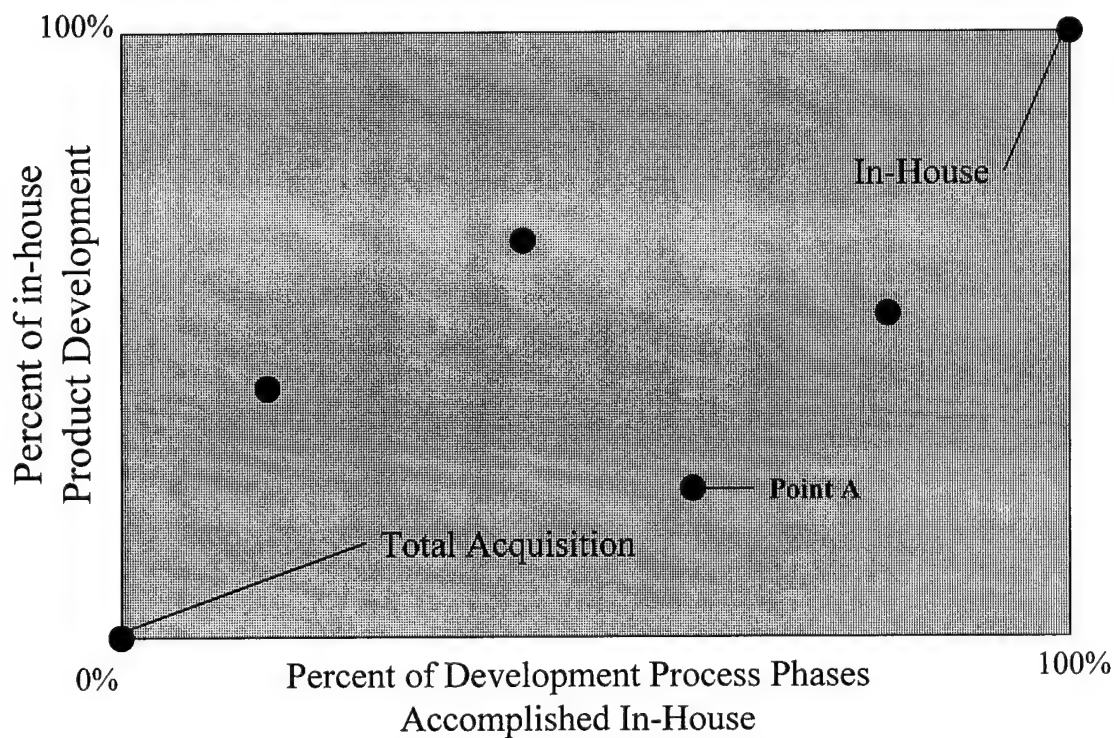 100%
In-House
Percent of in-house
Product Development
Point A
Total Acquisition
0%
100%
Percent of Development Process Phases
Accomplished In-House